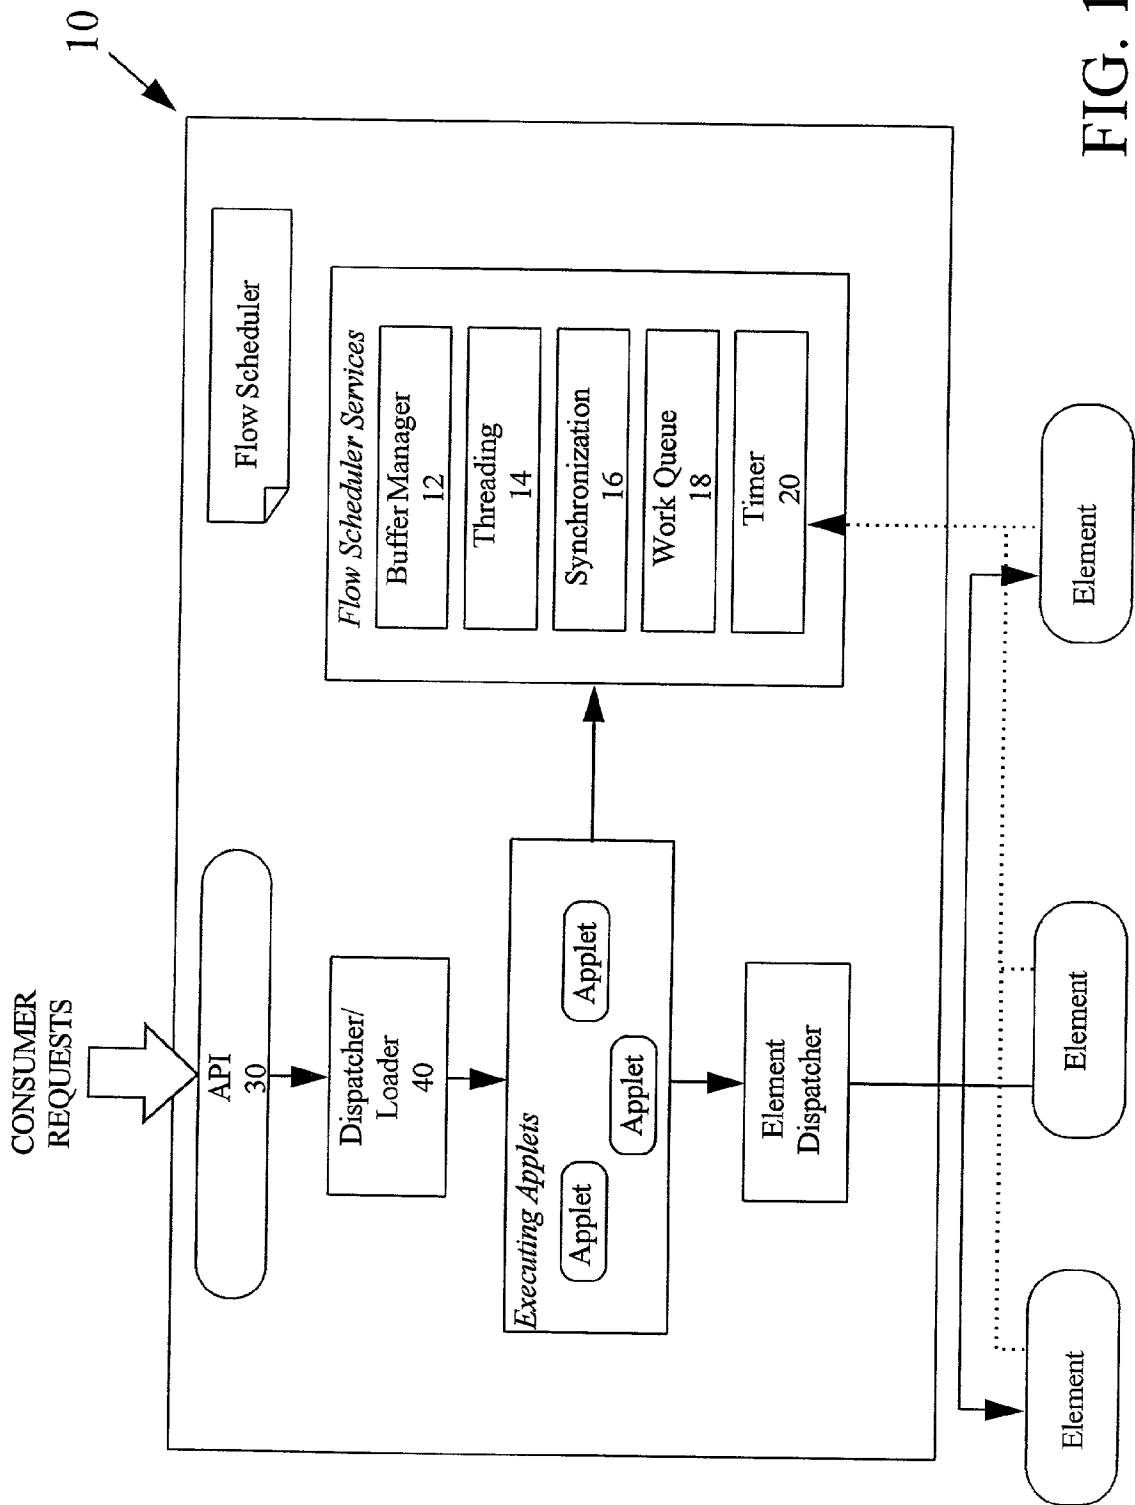 10
CONSUMER
REQUESTS
API
30
Flow Scheduler
Dispatcher/
Loader
40
Flow Scheduler Services
Buffer Manager
12
Threading
14
Synchronization
16
Work Queue
18
Timer
20
Executing Applets
Applet
Applet
Applet
Element
Dispatcher
Element
Element
Element
FIG. 1